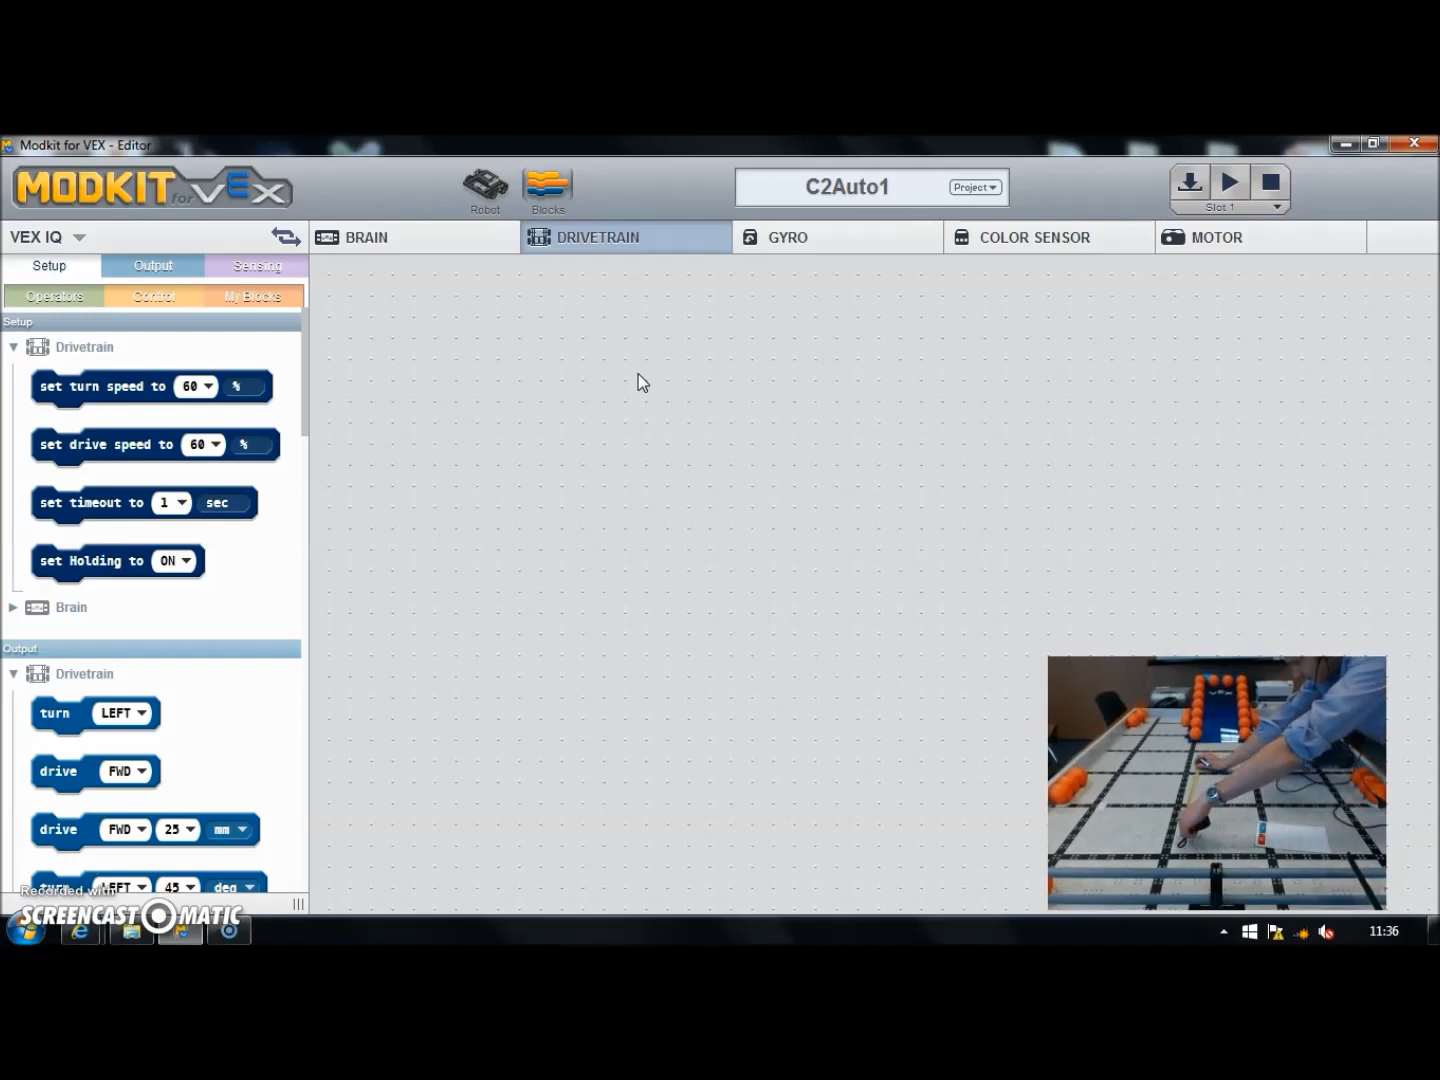 Modkit for VEX - Editor
MODKIT for VEX
Robot
Blocks
C2Auto1
Project
Slot 1
VEX IQ
BRAIN
DRIVETRAIN
GYRO
COLOR SENSOR
MOTOR
Setup
Output
Sensing
Operators
Control
My Blocks
Setup
Drivetrain
set turn speed to 60 %
set drive speed to 60 %
set timeout to 1 sec
set Holding to ON
Brain
Output
Drivetrain
turn LEFT
drive FWD
drive FWD 25 mm
turn LEFT 45 deg
Recorded with
SCREENCAST-O-MATIC
11:36